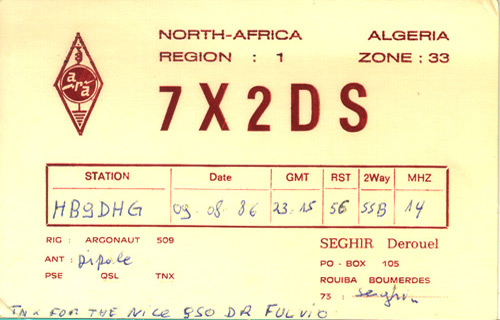 NORTH-AFRICA ALGERIA
REGION : 1 ZONE : 33
ara
7X2DS
STATION Date GMT RST 2Way MHZ
HB9DHG 09-08-86 23.15 56 SSB 14
RIG : ARGONAUT 509 SEGHIR Derouel
ANT : Dipole PO - BOX 105
PSE QSL TNX ROUIBA BOUMERDES
73 : Seghir
TNX FOR THE NICE QSO DR FULVIO